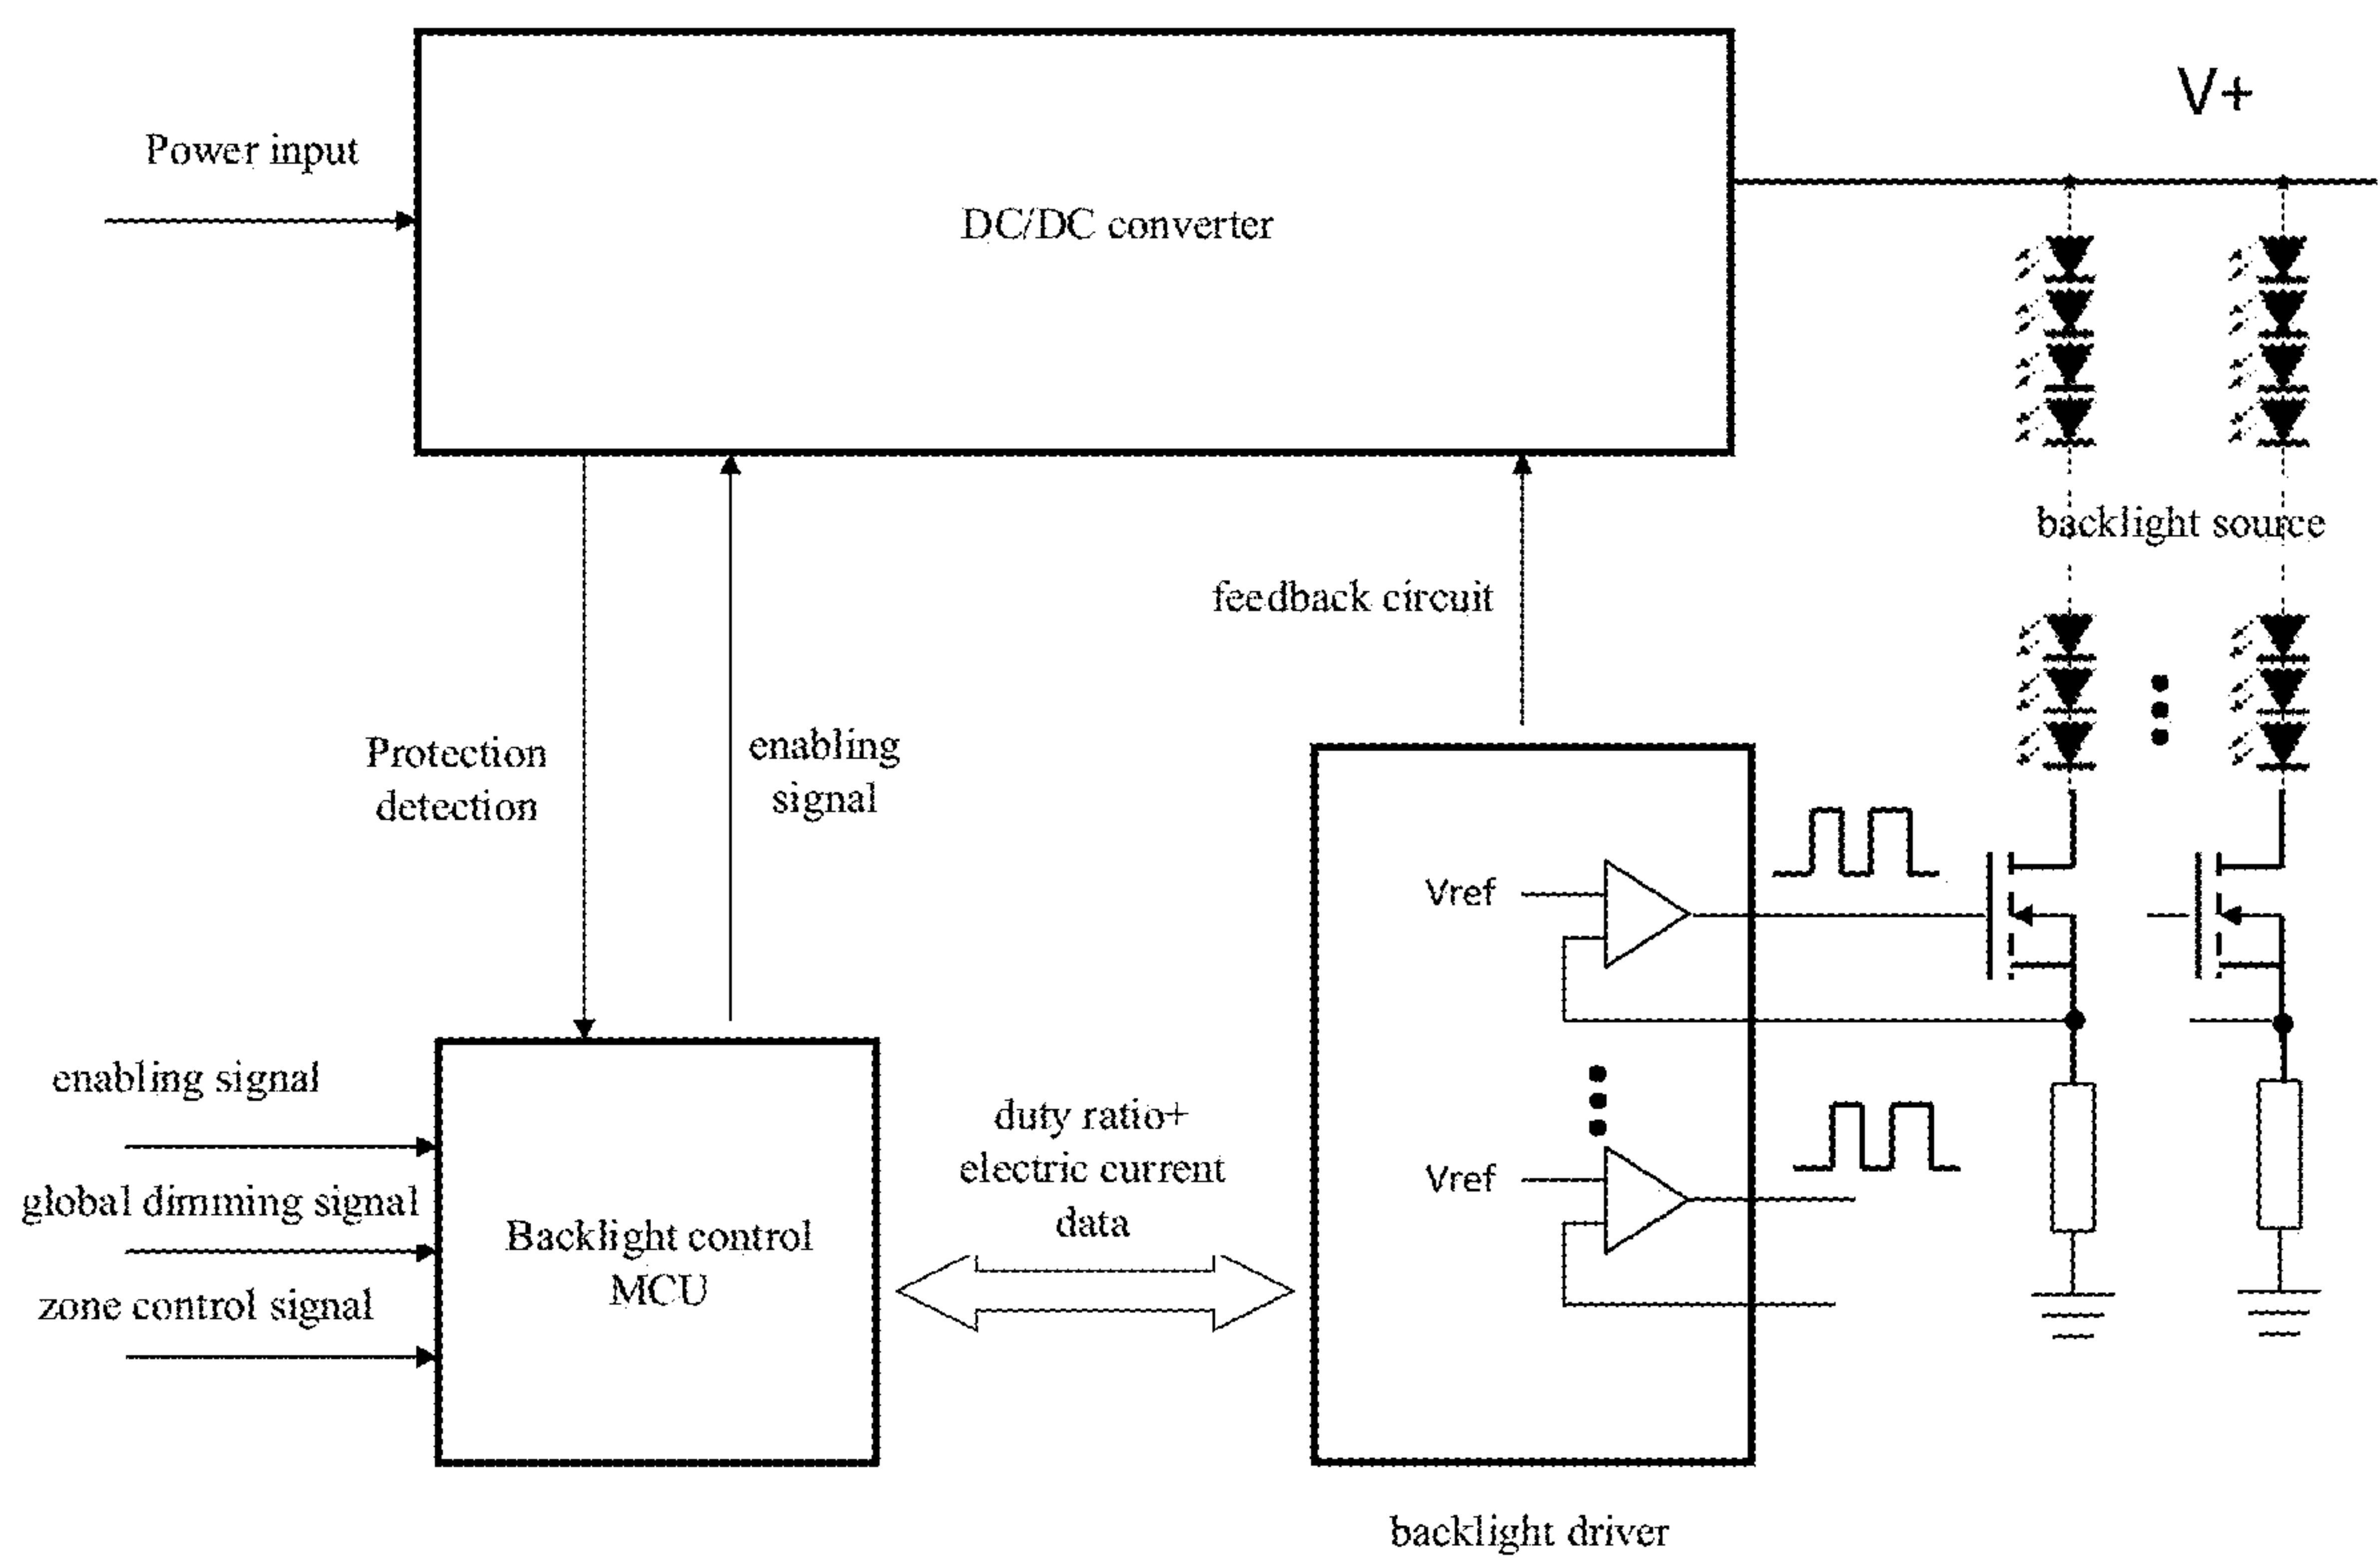 V+
Power input
DC/DC converter
backlight source
feedback circuit
Protection
detection
enabling
signal
Vref
enabling signal
duty ratio+
electric current
data
Vref
global dimming signal
Backlight control
MCU
zone control signal
backlight driver